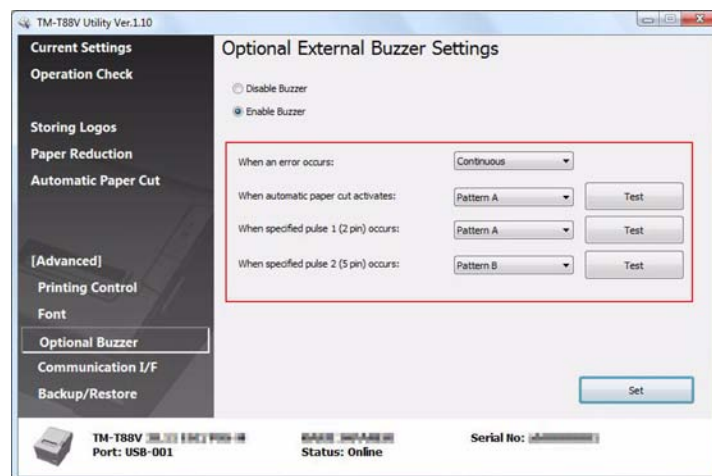 TM-T88V Utility Ver.1.10
Current Settings
Operation Check
Storing Logos
Paper Reduction
Automatic Paper Cut
[Advanced]
Printing Control
Font
Optional Buzzer
Communication I/F
Backup/Restore
Optional External Buzzer Settings
Disable Buzzer
Enable Buzzer
When an error occurs: Continuous
When automatic paper cut activates: Pattern A Test
When specified pulse 1 (2 pin) occurs: Pattern A Test
When specified pulse 2 (5 pin) occurs: Pattern B Test
Set
TM-T88V Serial No:
Port: USB-001 Status: Online